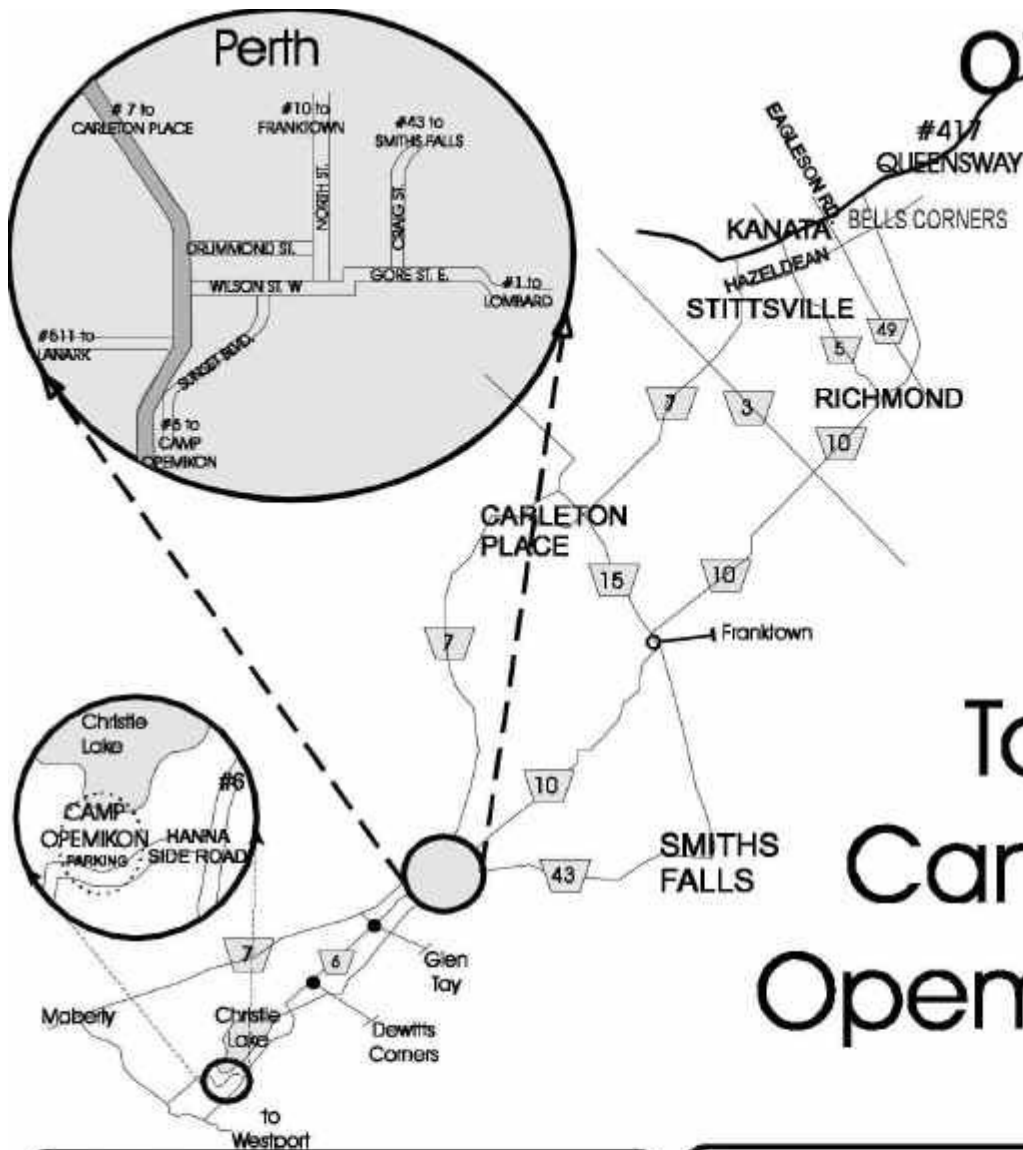 Perth
# 7 to
CARLETON PLACE
#10 to
FRANKTOWN
#43 to
SMITHS FALLS
NORTH ST.
CRAIG ST.
DRUMMOND ST.
WILSON ST. W
GORE ST. E.
#1 to
LOMBARD
#511 to
LANARK
SUNSET BLVD.
#6 to
CAMP
OPEMIKON
EAGLESON RD.
#417
QUEENSWAY
KANATA
BELLS CORNERS
HAZELDEAN
STITTSVILLE
49
5
7
3
RICHMOND
10
CARLETON
PLACE
15
10
7
Franktown
Christie
Lake
#6
CAMP
OPEMIKON
PARKING
HANNA
SIDE ROAD
10
To
Car
Opem
SMITHS
FALLS
43
7
6
Glen
Tay
Maberly
Christie
Lake
Dewitts
Corners
to
Westport